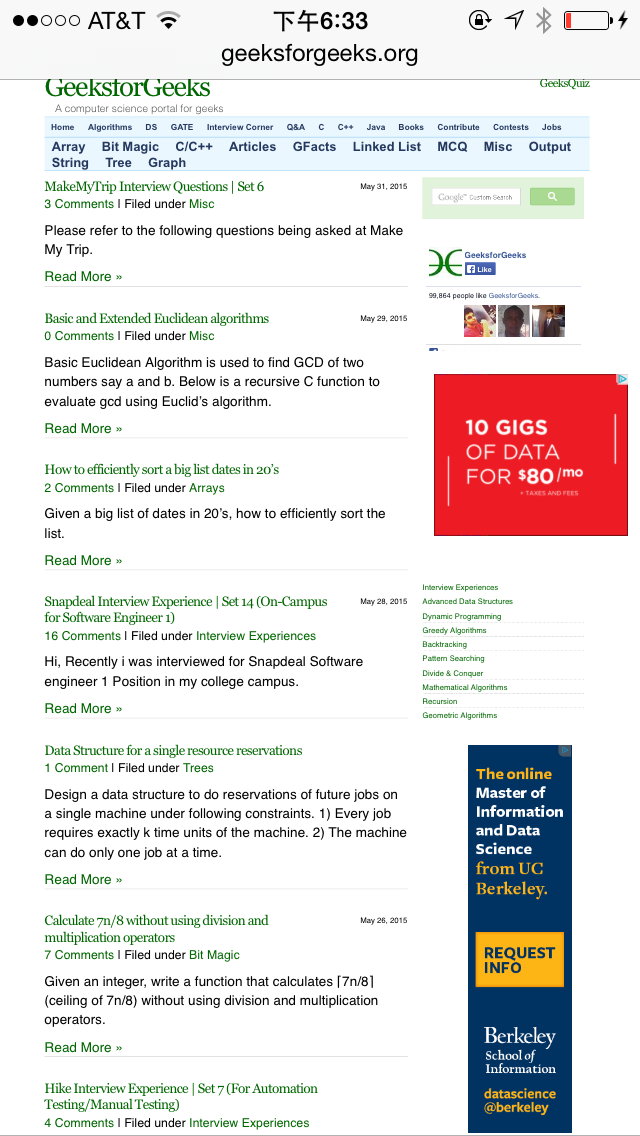 AT&T 下午6:33
geeksforgeeks.org
GeeksforGeeks
GeeksQuiz
A computer science portal for geeks
Home Algorithms DS GATE Interview Corner Q&A C C++ Java Books Contribute Contests Jobs
Array Bit Magic C/C++ Articles GFacts Linked List MCQ Misc Output
String Tree Graph
MakeMyTrip Interview Questions | Set 6
May 31, 2015
3 Comments | Filed under Misc
Please refer to the following questions being asked at Make
My Trip.
Read More »
Basic and Extended Euclidean algorithms
May 29, 2015
0 Comments | Filed under Misc
Basic Euclidean Algorithm is used to find GCD of two
numbers say a and b. Below is a recursive C function to
evaluate gcd using Euclid's algorithm.
Read More »
How to efficiently sort a big list dates in 20's
2 Comments | Filed under Arrays
Given a big list of dates in 20's, how to efficiently sort the
list.
Read More »
Snapdeal Interview Experience | Set 14 (On-Campus
for Software Engineer 1)
May 28, 2015
16 Comments | Filed under Interview Experiences
Hi, Recently i was interviewed for Snapdeal Software
engineer 1 Position in my college campus.
Read More »
Data Structure for a single resource reservations
1 Comment | Filed under Trees
Design a data structure to do reservations of future jobs on
a single machine under following constraints. 1) Every job
requires exactly k time units of the machine. 2) The machine
can do only one job at a time.
Read More »
Calculate 7n/8 without using division and
multiplication operators
May 26, 2015
7 Comments | Filed under Bit Magic
Given an integer, write a function that calculates ⌈7n/8⌉
(ceiling of 7n/8) without using division and multiplication
operators.
Read More »
Hike Interview Experience | Set 7 (For Automation
Testing/Manual Testing)
4 Comments | Filed under Interview Experiences
Google™ Custom Search
GeeksforGeeks
f Like
99,864 people like GeeksforGeeks.
10 GIGS
OF DATA
FOR $80/mo
+ TAXES AND FEES
Interview Experiences
Advanced Data Structures
Dynamic Programming
Greedy Algorithms
Backtracking
Pattern Searching
Divide & Conquer
Mathematical Algorithms
Recursion
Geometric Algorithms
The online
Master of
Information
and Data
Science
from UC
Berkeley.
REQUEST
INFO
Berkeley
School of
Information
datascience
@berkeley